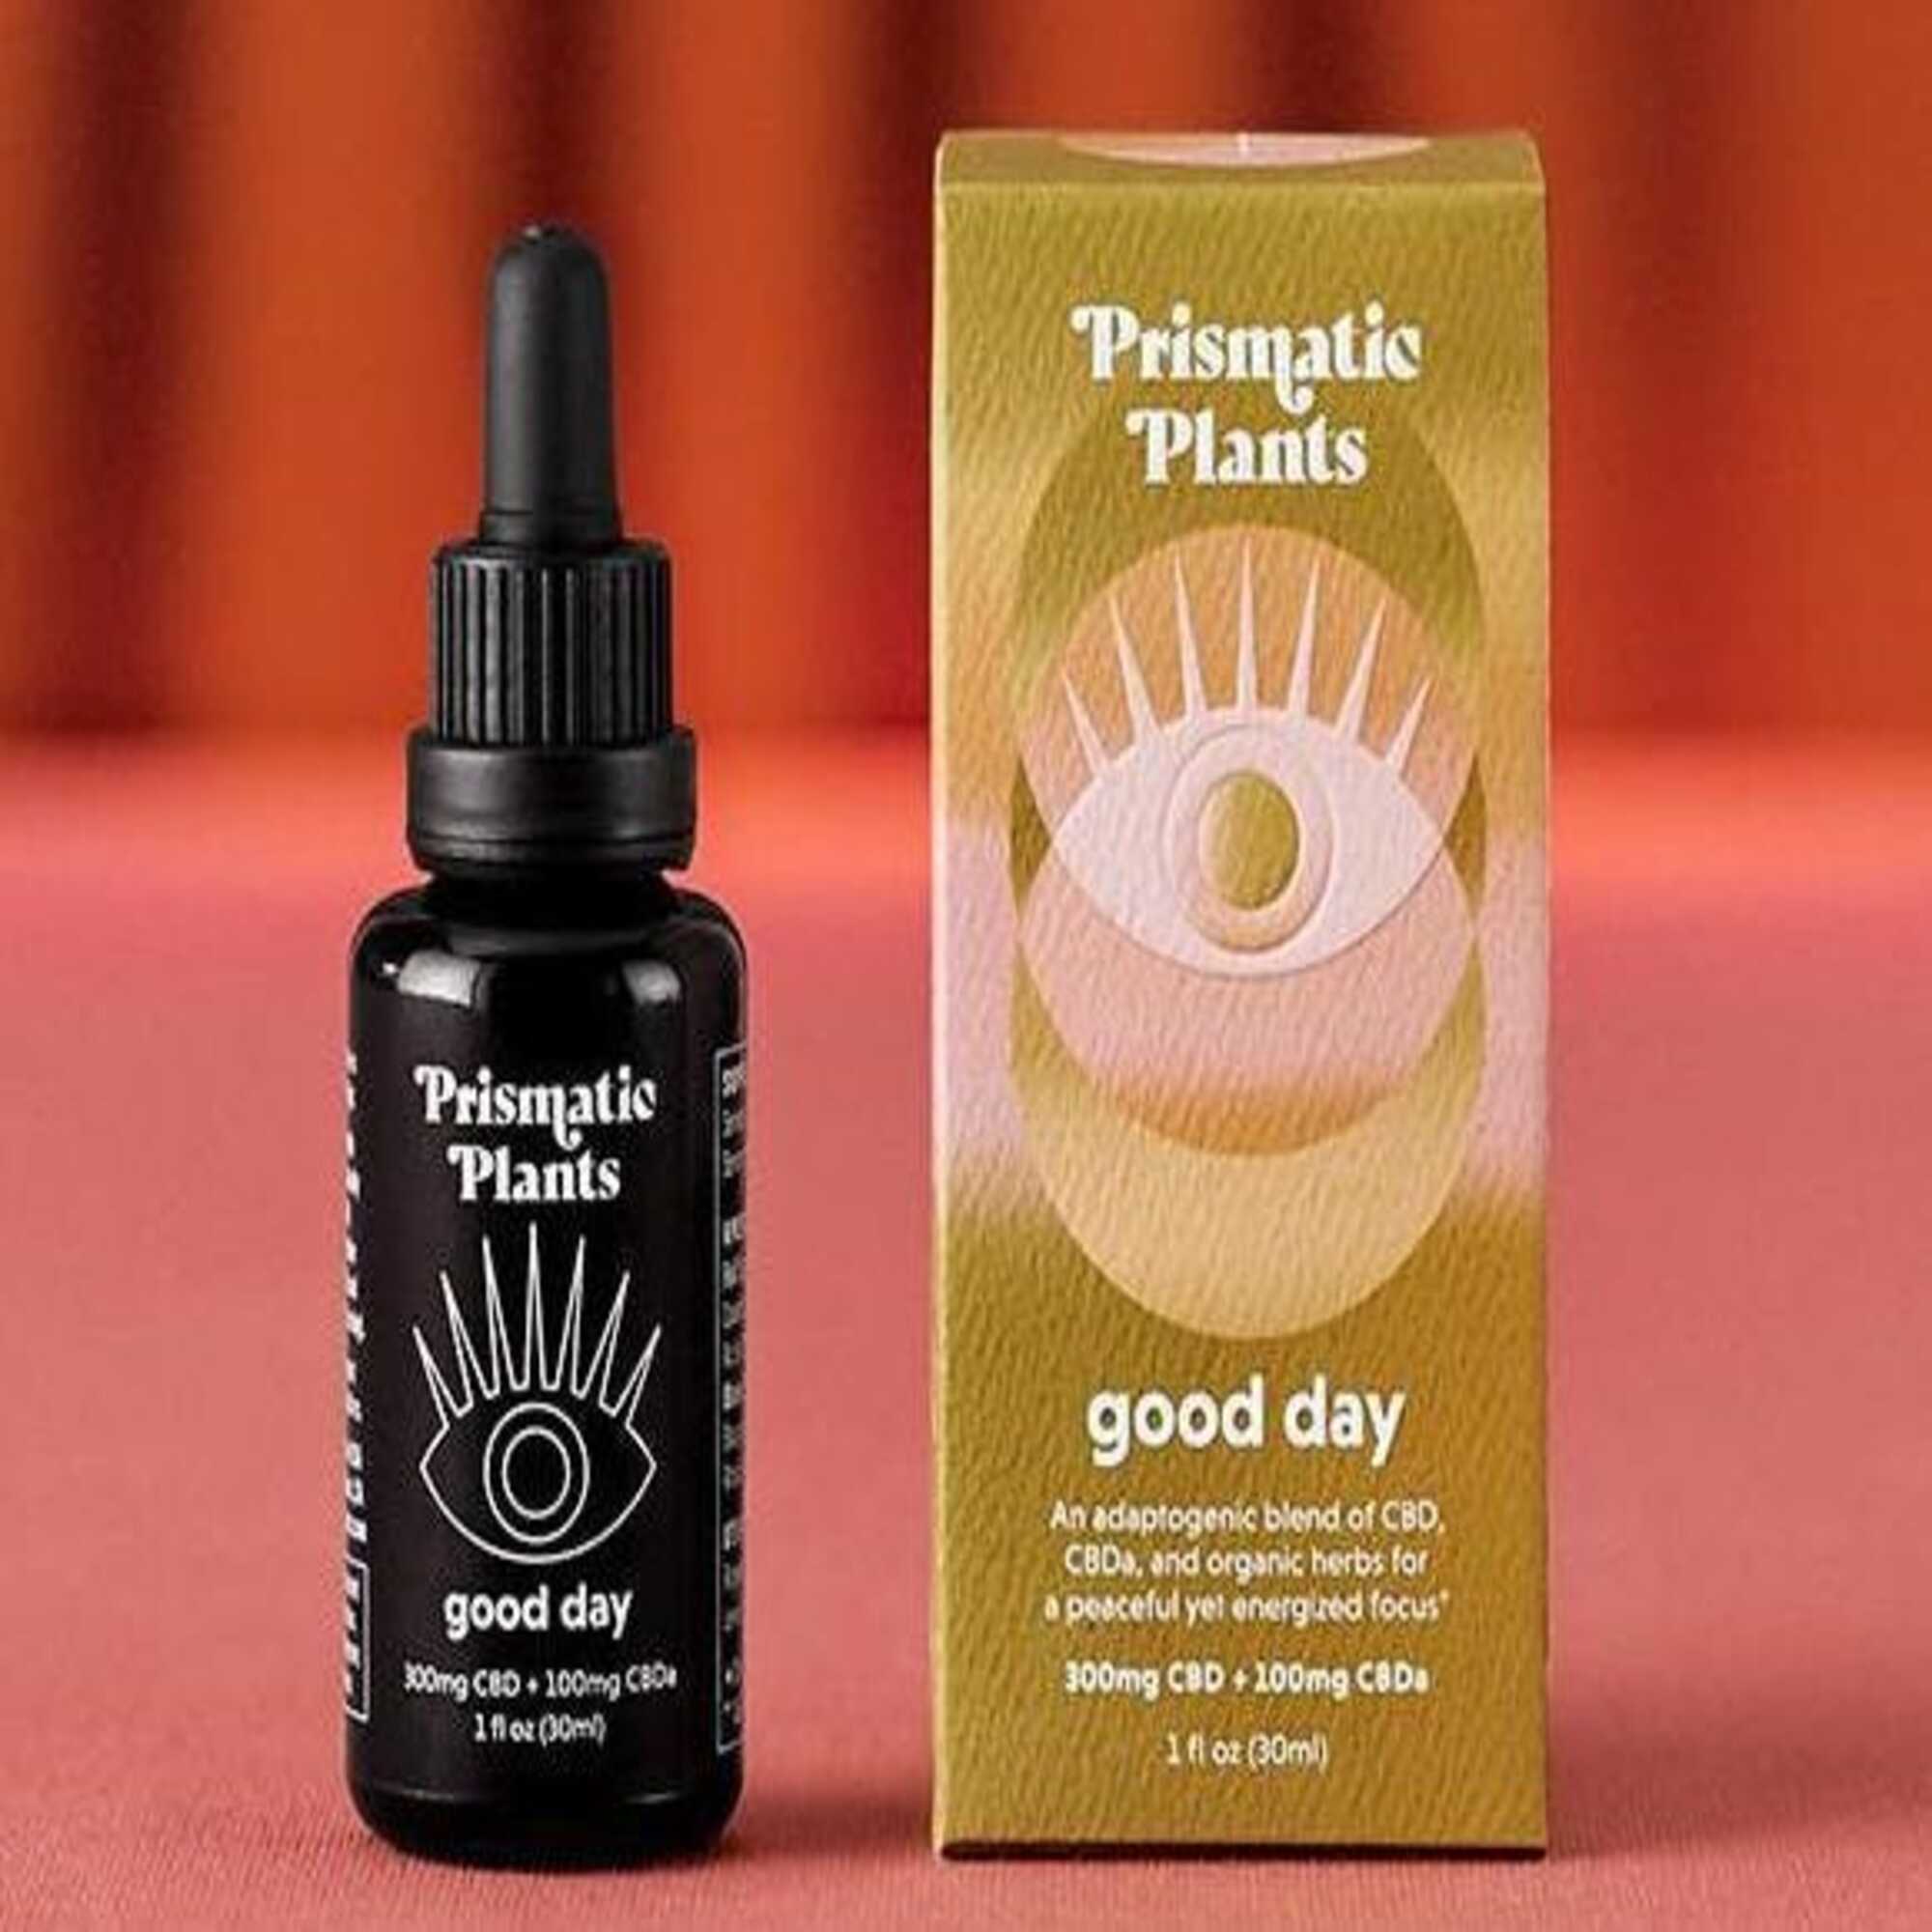 Prismatic
Plants
good day
300mg CBD + 100mg CBDa
1 fl oz (30ml)
Prismatic
Plants
good day
An adaptogenic blend of CBD,
CBDa, and organic herbs for
a peaceful yet energized focus*
300mg CBD + 100mg CBDa
1 fl oz (30ml)